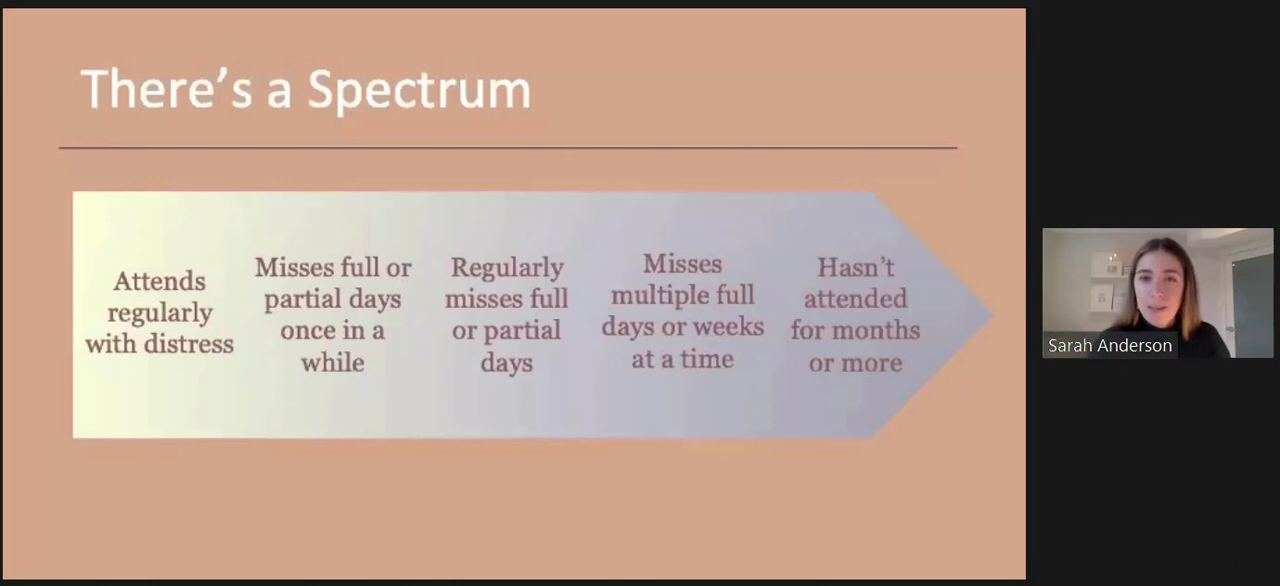 There's a Spectrum
Attends
regularly
with distress
Misses full or
partial days
once in a
while
Regularly
misses full
or partial
days
Misses
multiple full
days or weeks
at a time
Hasn't
attended
for months
or more
Sarah Anderson